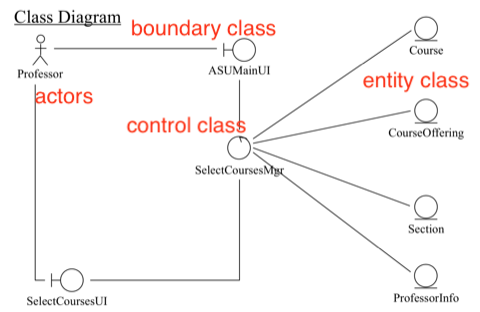 Class Diagram
boundary class
Professor
ASUMainUI
Course
actors
entity class
control class
CourseOffering
SelectCoursesMgr
Section
SelectCoursesUI
ProfessorInfo